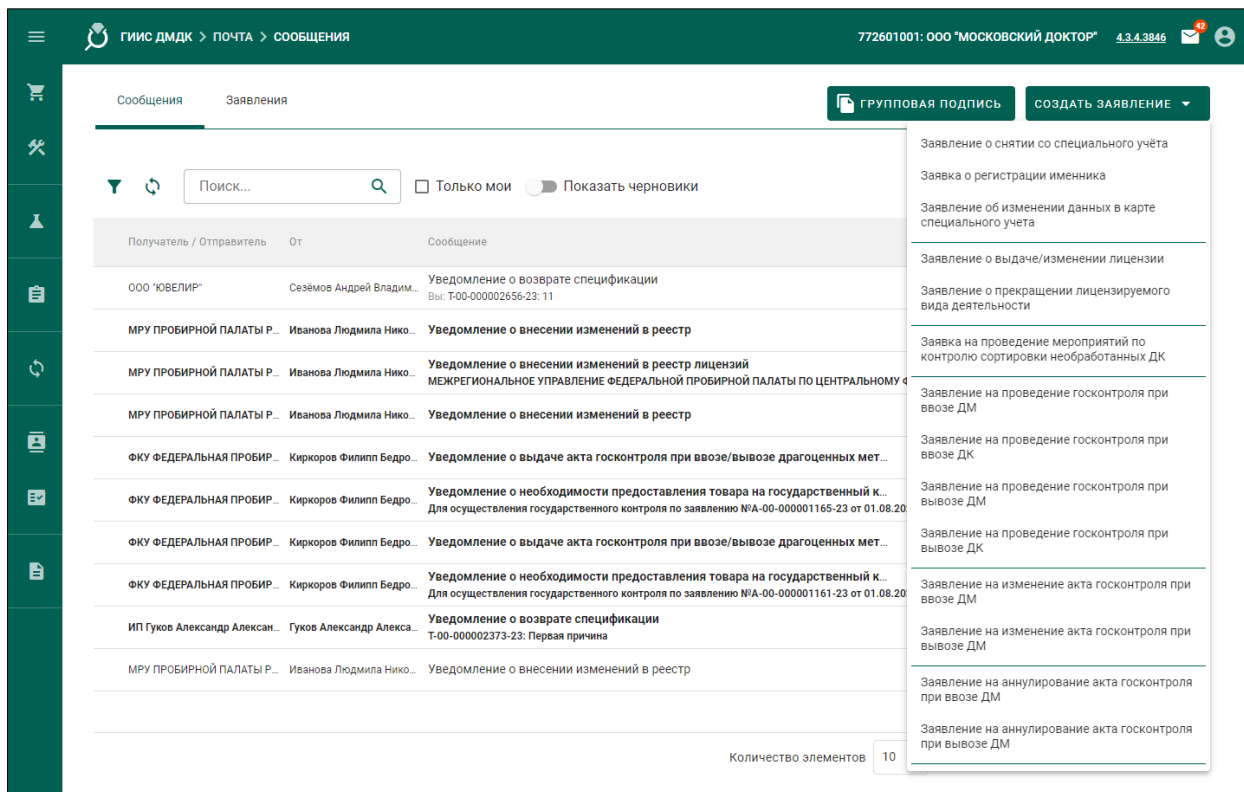 ГИИС ДМДК > ПОЧТА > СООБЩЕНИЯ
772601001: ООО "МОСКОВСКИЙ ДОКТОР" 4.3.4.3846 42
Сообщения Заявления
ГРУППОВАЯ ПОДПИСЬ СОЗДАТЬ ЗАЯВЛЕНИЕ
Поиск... Только мои Показать черновики
Получатель / Отправитель От Сообщение
ООО "ЮВЕЛИР" Сезёмов Андрей Владим... Уведомление о возврате спецификации
Вы: Т-00-000002656-23: 11
МРУ ПРОБИРНОЙ ПАЛАТЫ Р... Иванова Людмила Нико... Уведомление о внесении изменений в реестр
МРУ ПРОБИРНОЙ ПАЛАТЫ Р... Иванова Людмила Нико... Уведомление о внесении изменений в реестр лицензий
МЕЖРЕГИОНАЛЬНОЕ УПРАВЛЕНИЕ ФЕДЕРАЛЬНОЙ ПРОБИРНОЙ ПАЛАТЫ ПО ЦЕНТРАЛЬНОМУ
МРУ ПРОБИРНОЙ ПАЛАТЫ Р... Иванова Людмила Нико... Уведомление о внесении изменений в реестр
ФКУ ФЕДЕРАЛЬНАЯ ПРОБИР... Киркоров Филипп Бедро... Уведомление о выдаче акта госконтроля при ввозе/вывозе драгоценных мет...
ФКУ ФЕДЕРАЛЬНАЯ ПРОБИР... Киркоров Филипп Бедро... Уведомление о необходимости предоставления товара на государственный к...
Для осуществления государственного контроля по заявлению №А-00-000001165-23 от 01.08.20
ФКУ ФЕДЕРАЛЬНАЯ ПРОБИР... Киркоров Филипп Бедро... Уведомление о выдаче акта госконтроля при ввозе/вывозе драгоценных мет...
ФКУ ФЕДЕРАЛЬНАЯ ПРОБИР... Киркоров Филипп Бедро... Уведомление о необходимости предоставления товара на государственный к...
Для осуществления государственного контроля по заявлению №А-00-000001161-23 от 01.08.20
ИП Гуков Александр Алексан... Гуков Александр Алекса... Уведомление о возврате спецификации
Т-00-000002373-23: Первая причина
МРУ ПРОБИРНОЙ ПАЛАТЫ Р... Иванова Людмила Нико... Уведомление о внесении изменений в реестр
Количество элементов 10
Заявление о снятии со специального учёта
Заявка о регистрации именника
Заявление об изменении данных в карте
специального учета
Заявление о выдаче/изменении лицензии
Заявление о прекращении лицензируемого
вида деятельности
Заявка на проведение мероприятий по
контролю сортировки необработанных ДК
Заявление на проведение госконтроля при
ввозе ДМ
Заявление на проведение госконтроля при
ввозе ДК
Заявление на проведение госконтроля при
вывозе ДМ
Заявление на проведение госконтроля при
вывозе ДК
Заявление на изменение акта госконтроля при
ввозе ДМ
Заявление на изменение акта госконтроля при
вывозе ДМ
Заявление на аннулирование акта госконтроля
при ввозе ДМ
Заявление на аннулирование акта госконтроля
при вывозе ДМ